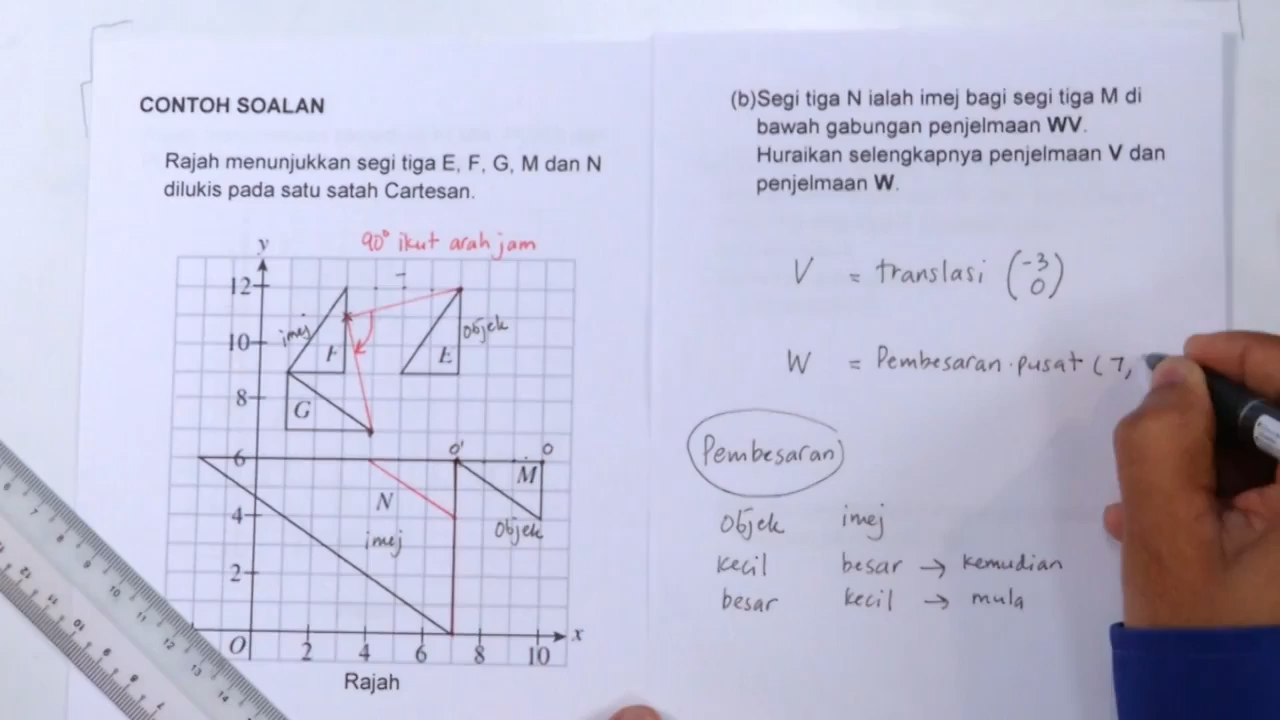 CONTOH SOALAN
Rajah menunjukkan segi tiga E, F, G, M dan N
dilukis pada satu satah Cartesan.
90° ikut arah jam
y
12
10
8
6
4
2
imej
F
objek
E
G
O'
O
M
N
imej
objek
O
2
4
6
8
10
x
Rajah
(b)Segi tiga N ialah imej bagi segi tiga M di
bawah gabungan penjelmaan WV.
Huraikan selengkapnya penjelmaan V dan
penjelmaan W.
V = translasi (-3
0)
W = Pembesaran.pusat (7,
Pembesaran
objek imej
kecil besar → kemudian
besar kecil → mula